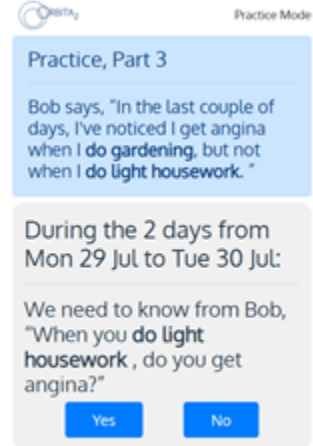 ORBITA2
Practice Mode
Practice, Part 3
Bob says, "In the last couple of
days, I've noticed I get angina
when I do gardening, but not
when I do light housework. "
During the 2 days from
Mon 29 Jul to Tue 30 Jul:
We need to know from Bob,
"When you do light
housework , do you get
angina?"
Yes
No